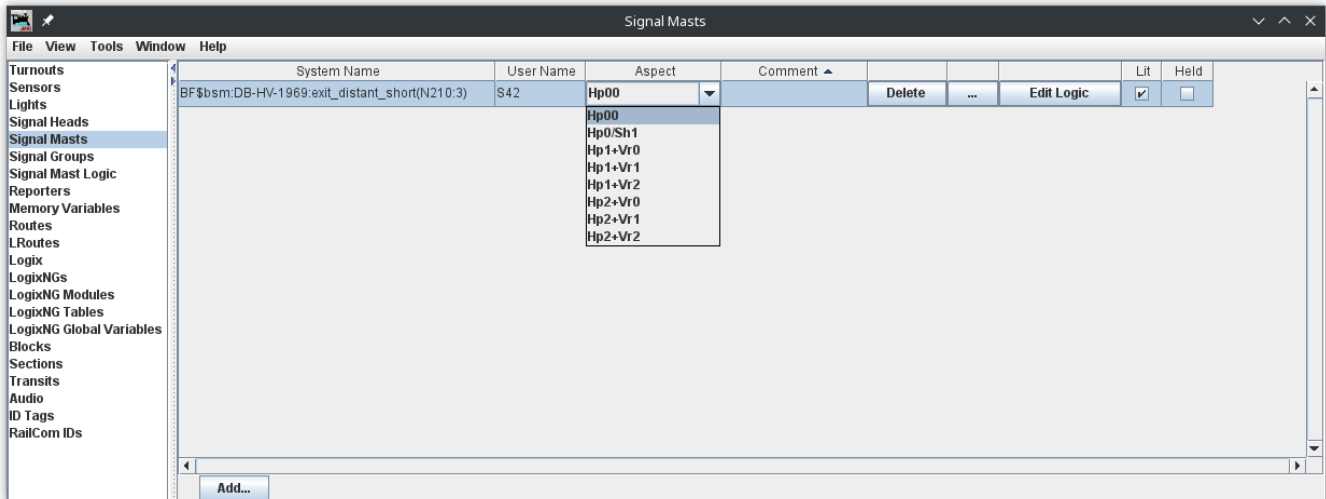 Signal Masts
File View Tools Window Help
Turnouts
Sensors
Lights
Signal Heads
Signal Masts
Signal Groups
Signal Mast Logic
Reporters
Memory Variables
Routes
LRoutes
Logix
LogixNGs
LogixNG Modules
LogixNG Tables
LogixNG Global Variables
Blocks
Sections
Transits
Audio
ID Tags
RailCom IDs
System Name User Name Aspect Comment Lit Held
BF$bsm:DB-HV-1969:exit_distant_short(N210:3) S42 Hp00 Delete ... Edit Logic
Hp00
Hp0/Sh1
Hp1+Vr0
Hp1+Vr1
Hp1+Vr2
Hp2+Vr0
Hp2+Vr1
Hp2+Vr2
Add...